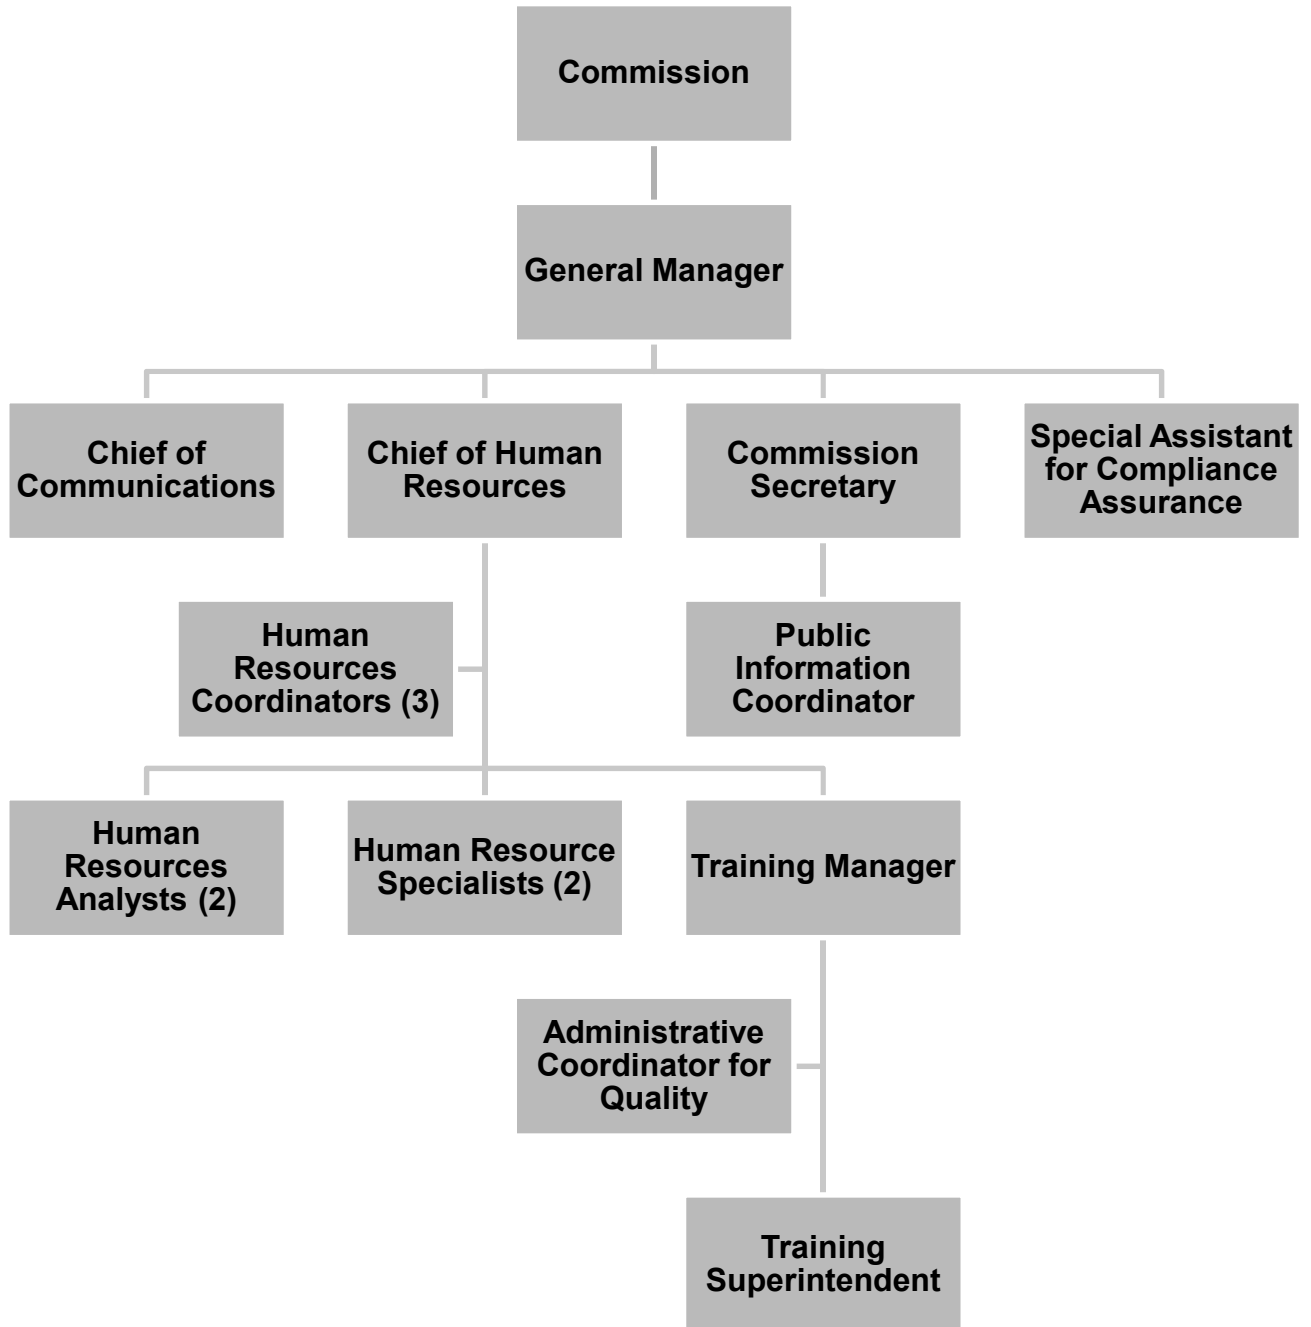 Commission
General Manager
Chief of
Communications
Chief of Human
Resources
Commission
Secretary
Special Assistant
for Compliance
Assurance
Human
Resources
Coordinators (3)
Public
Information
Coordinator
Human
Resources
Analysts (2)
Human Resource
Specialists (2)
Training Manager
Administrative
Coordinator for
Quality
Training
Superintendent